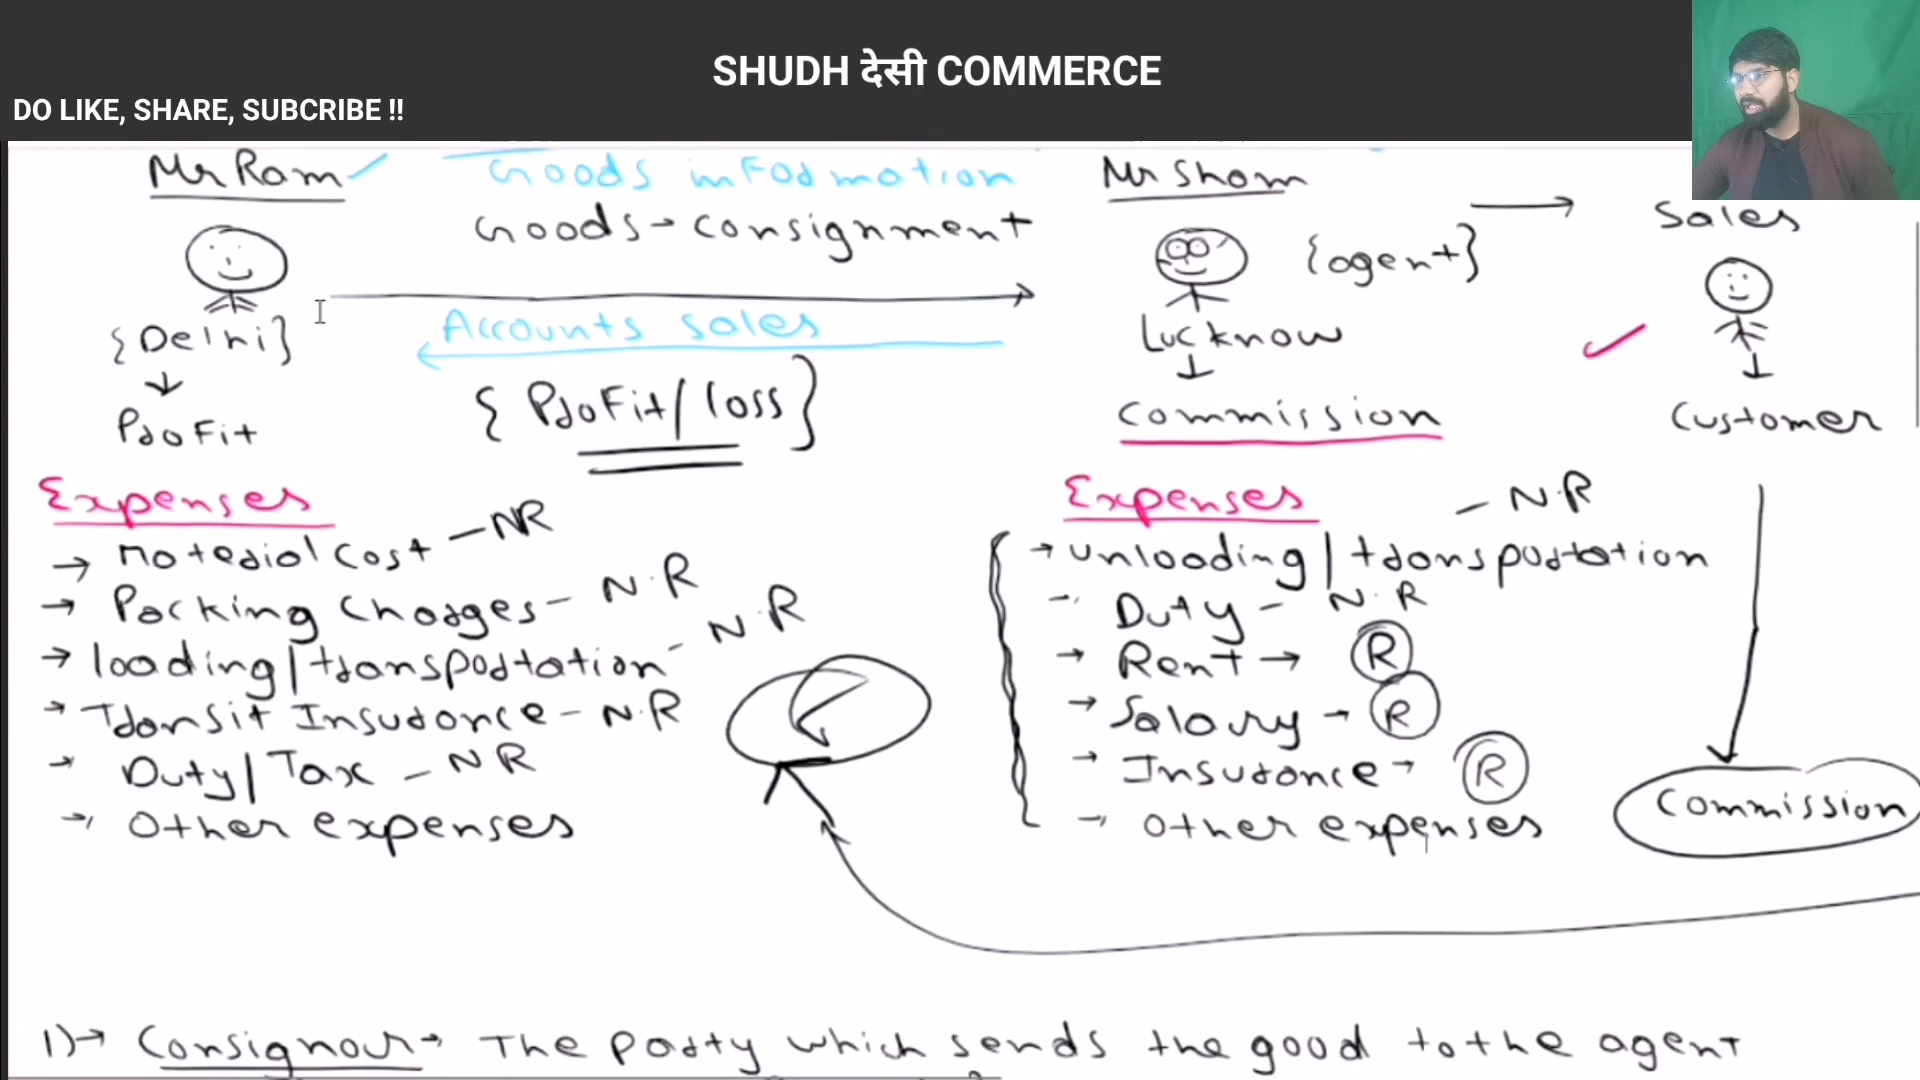 SHUDH देसी COMMERCE
DO LIKE, SHARE, SUBCRIBE !!
Mr Ram
Goods information
Mr Sham
Goods - consignment
{agent}
Sales
{Delhi}
Accounts sales
Lucknow
Profit
{Profit/loss}
Commission
Customer
Expenses
→ Material Cost - NR
→ Packing Charges - N.R
→ loading/transportation - N.R
→ Transit Insurance - N.R
→ Duty/Tax - NR
→ Other expenses
Expenses
→ unloading/transportation - N.R
Duty - N.R
→ Rent → R
→ Salary → R
→ Insurance → R
→ Other expenses
Commission
1)→ Consignour → The party which sends the good to the agent